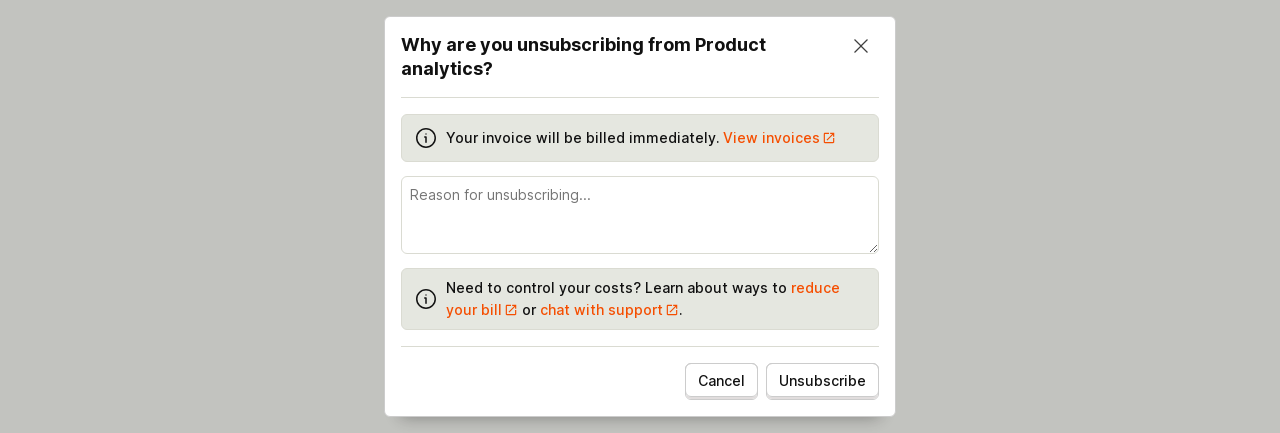 Why are you unsubscribing from Product
analytics?
Your invoice will be billed immediately. View invoices
Reason for unsubscribing...
Need to control your costs? Learn about ways to reduce
your bill or chat with support.
Cancel Unsubscribe